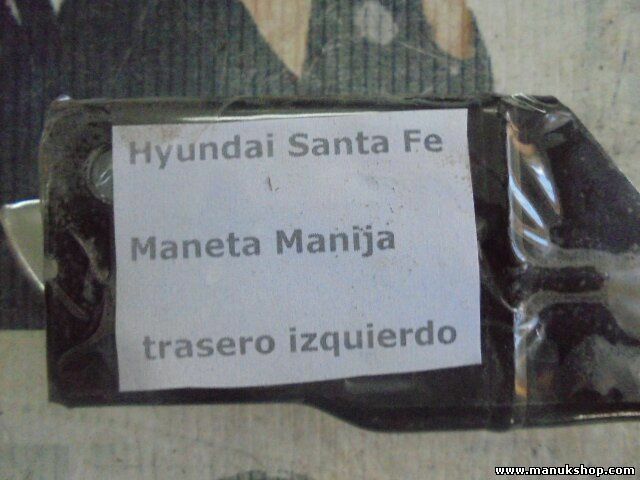 Hyundai Santa Fe
Maneta Manija
trasero izquierdo
www.manukshop.com